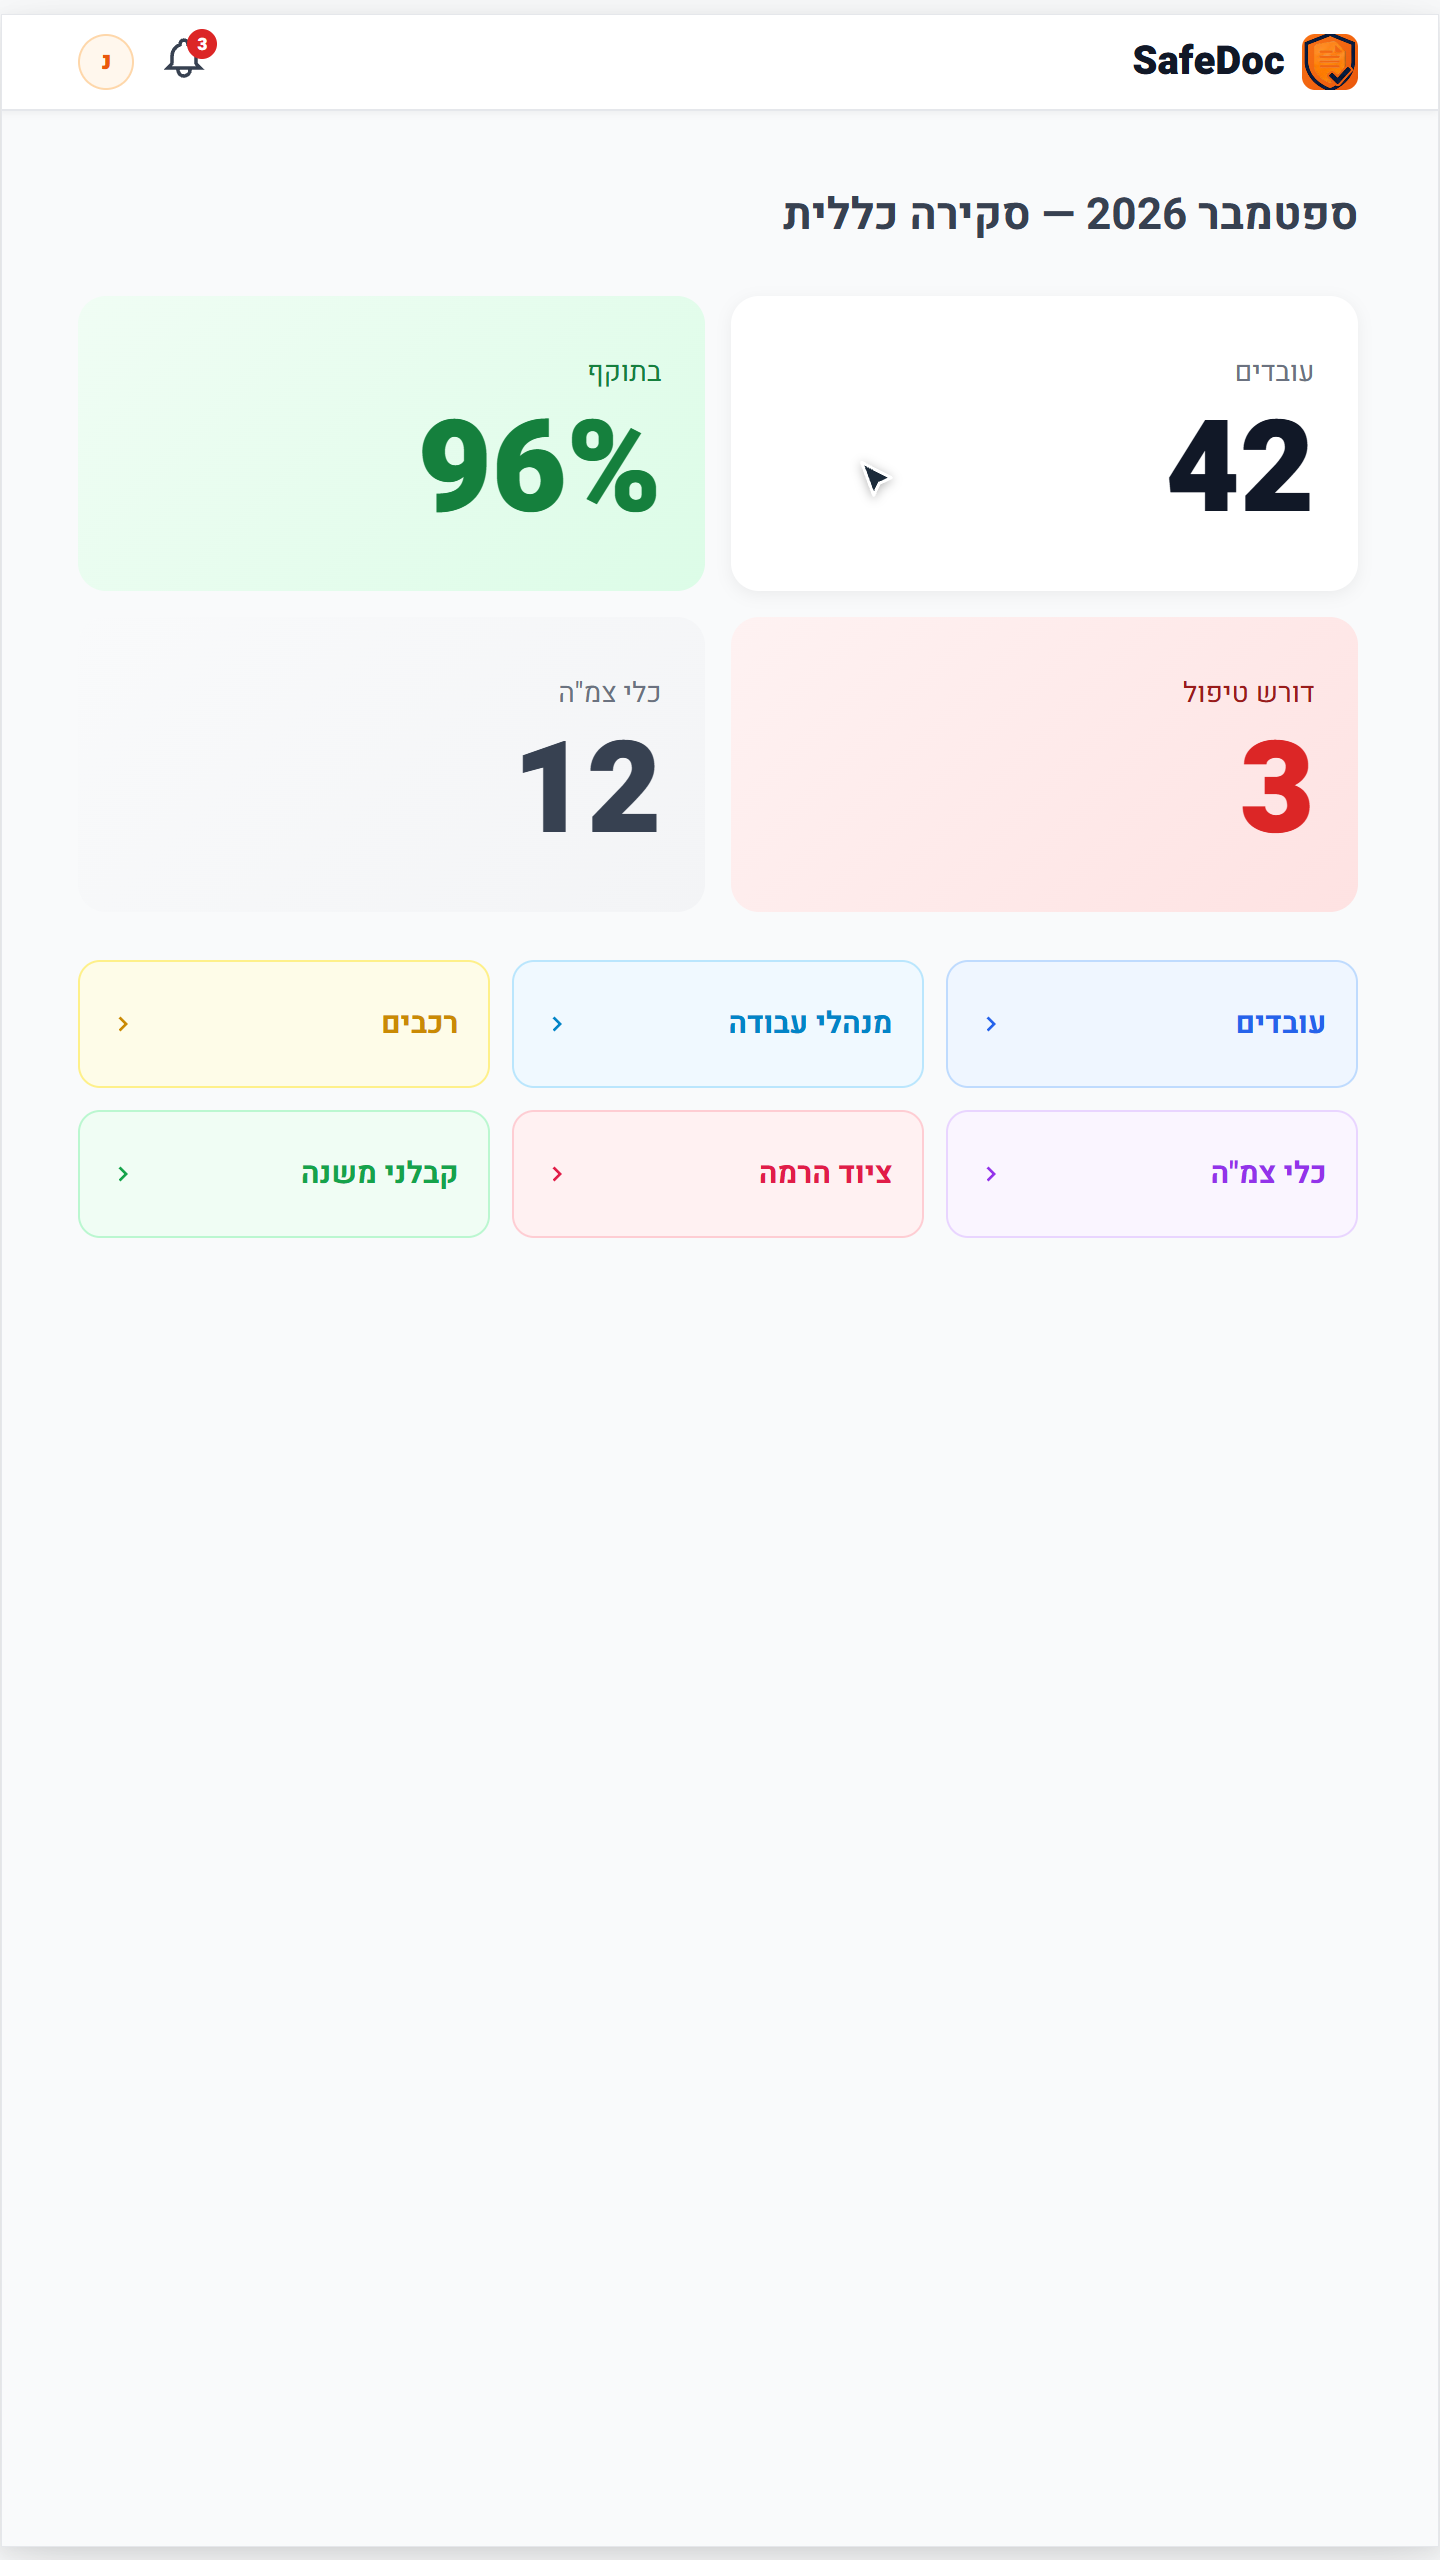 SafeDoc
3
נ
ספטמבר 2026 — סקירה כללית
עובדים
42
בתוקף
96%
דורש טיפול
3
כלי צמ"ה
12
עובדים
מנהלי עבודה
רכבים
כלי צמ"ה
ציוד הרמה
קבלני משנה